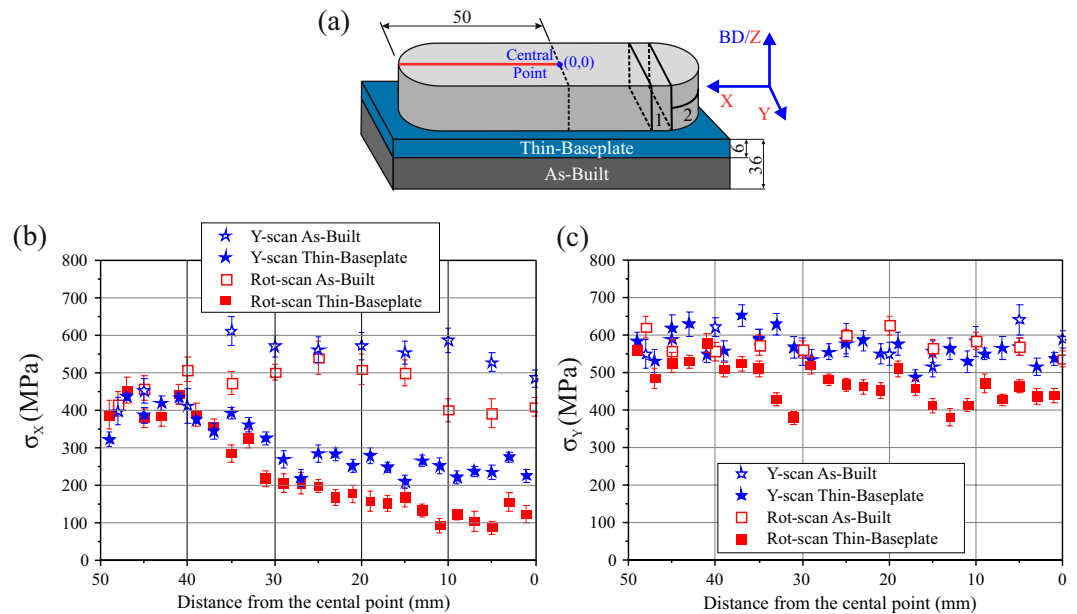 (a)
50
BD/Z
Central
Point
(0,0)
X
Y
1
2
Thin-Baseplate
6
36
As-Built
(b)
Y-scan As-Built
Y-scan Thin-Baseplate
Rot-scan As-Built
Rot-scan Thin-Baseplate
800
700
600
500
400
300
200
100
0
σX (MPa)
50 40 30 20 10 0
Distance from the cental point (mm)
(c)
800
700
600
500
400
300
200
100
0
σY (MPa)
Y-scan As-Built
Y-scan Thin-Baseplate
Rot-scan As-Built
Rot-scan Thin-Baseplate
50 40 30 20 10 0
Distance from the cental point (mm)